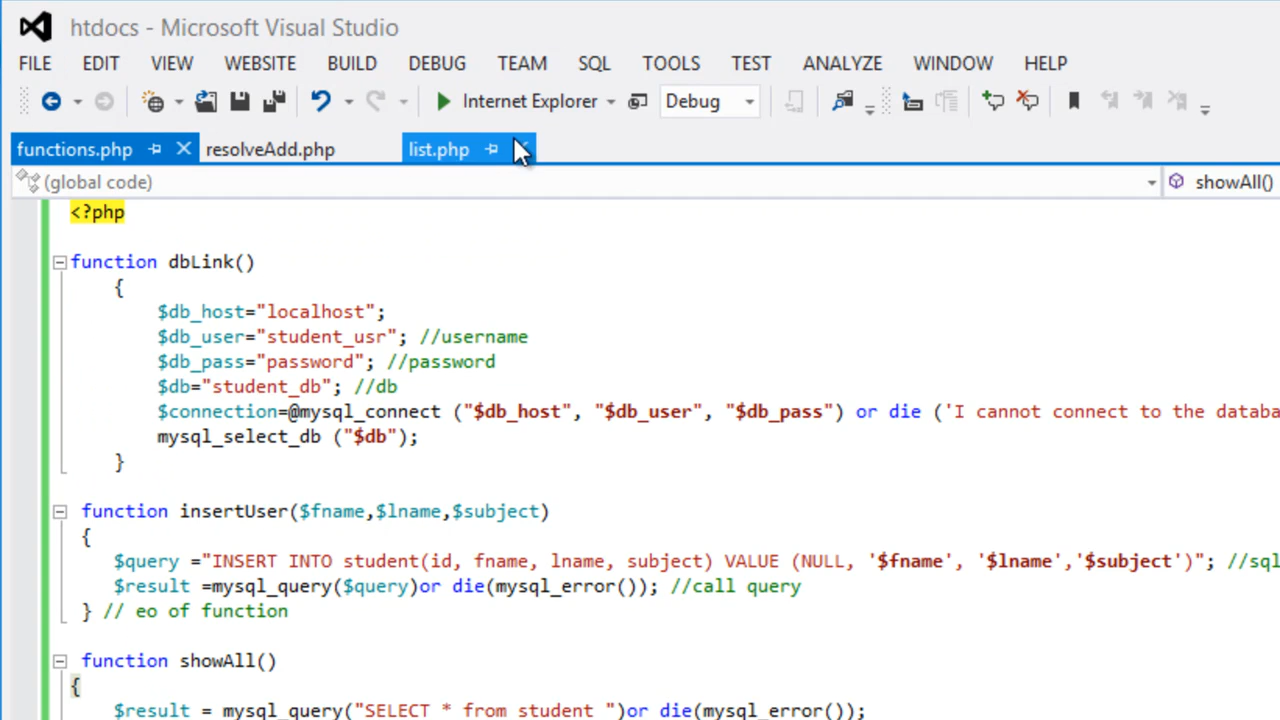 htdocs - Microsoft Visual Studio
FILE EDIT VIEW WEBSITE BUILD DEBUG TEAM SQL TOOLS TEST ANALYZE WINDOW HELP
Internet Explorer Debug
functions.php resolveAdd.php list.php
(global code) showAll()
<?php
function dbLink()
{
$db_host="localhost";
$db_user="student_usr"; //username
$db_pass="password"; //password
$db="student_db"; //db
$connection=@mysql_connect ("$db_host", "$db_user", "$db_pass") or die ('I cannot connect to the databa
mysql_select_db ("$db");
}
function insertUser($fname,$lname,$subject)
{
$query ="INSERT INTO student(id, fname, lname, subject) VALUE (NULL, '$fname', '$lname','$subject')"; //sql
$result =mysql_query($query)or die(mysql_error()); //call query
} // eo of function
function showAll()
{
$result = mysql_query("SELECT * from student ")or die(mysql_error());